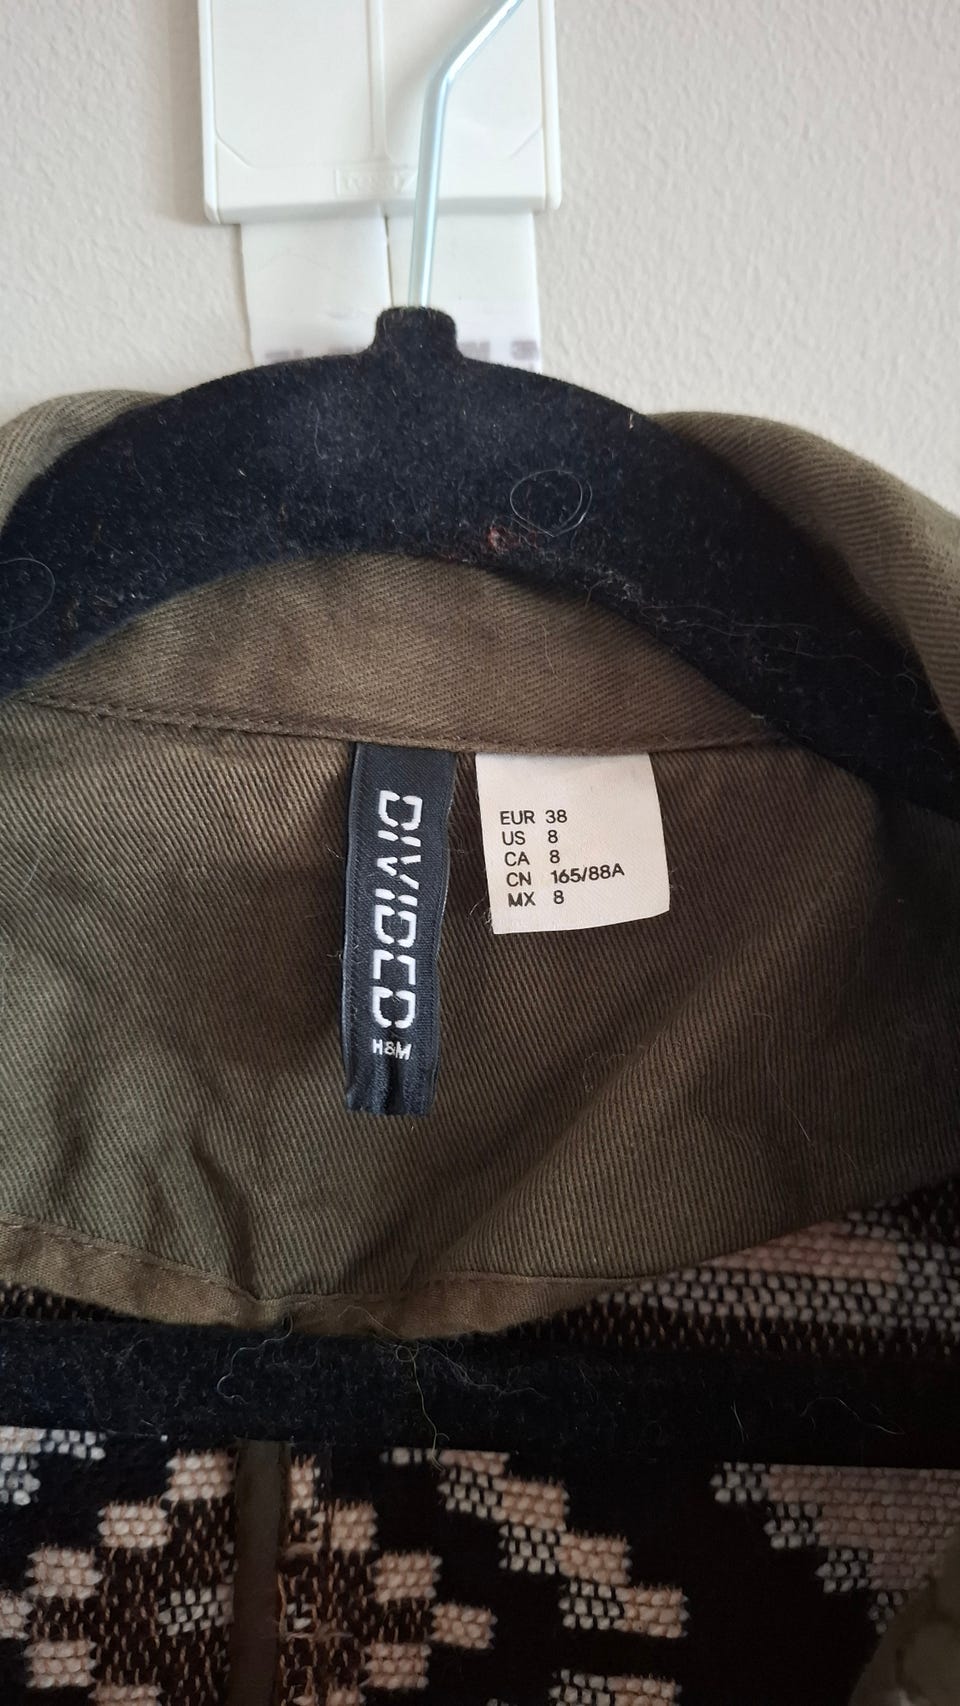 DIVIDED
H&M
EUR 38
US 8
CA 8
CN 165/88A
MX 8